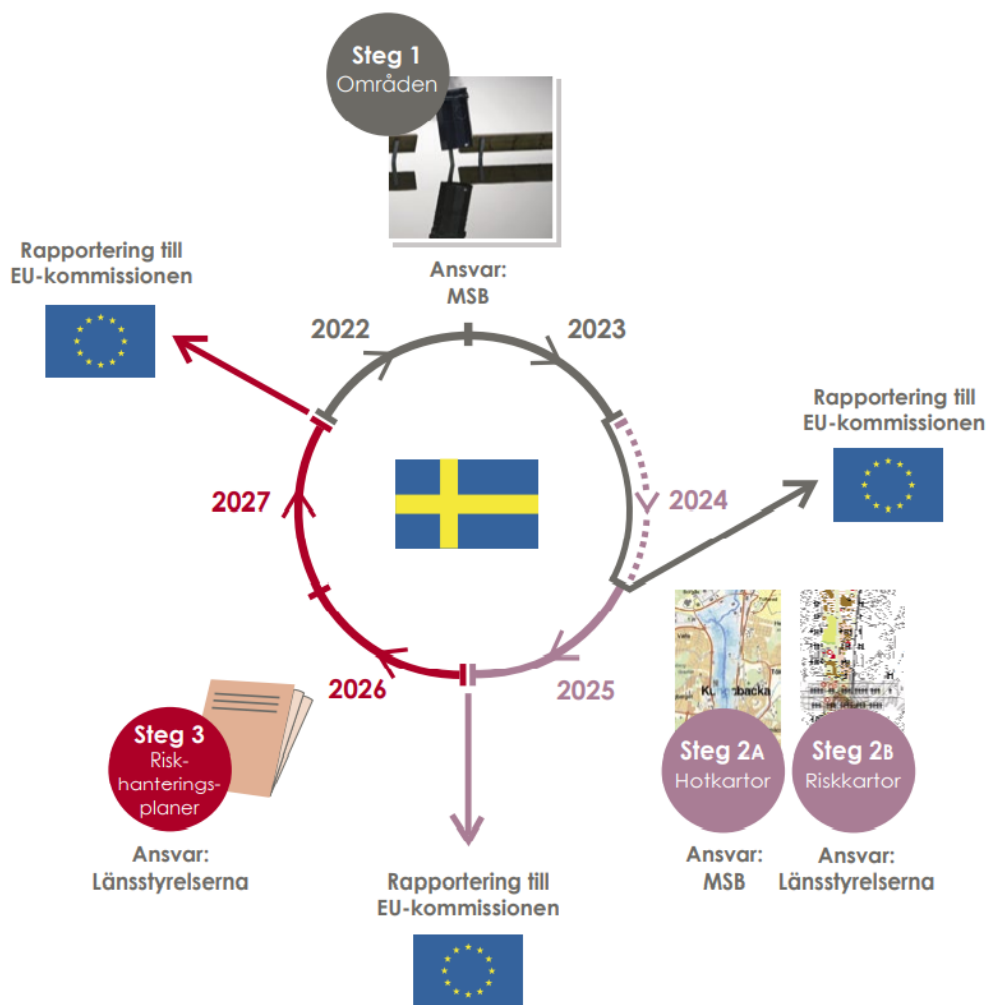 Steg 1
Områden
Rapportering till
EU-kommissionen
Ansvar:
MSB
2022
2023
Rapportering till
EU-kommissionen
2027
2024
2026
2025
Steg 3
Risk-
hanterings-
planer
Ansvar:
Länsstyrelserna
Steg 2A
Hotkartor
Steg 2B
Riskkartor
Ansvar:
MSB
Ansvar:
Länsstyrelserna
Rapportering till
EU-kommissionen